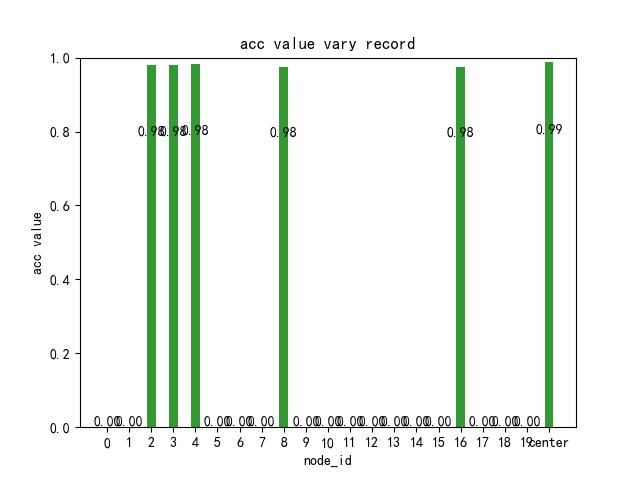 acc value vary record
1.0
0.8
0.6
0.4
0.2
0.0
acc value
0.00 0.00 0.98 0.98 0.98 0.00 0.00 0.00 0.98 0.00 0.00 0.00 0.00 0.00 0.00 0.00 0.98 0.00 0.00 0.00 0.99
0 1 2 3 4 5 6 7 8 9 10 11 12 13 14 15 16 17 18 19 center
node_id